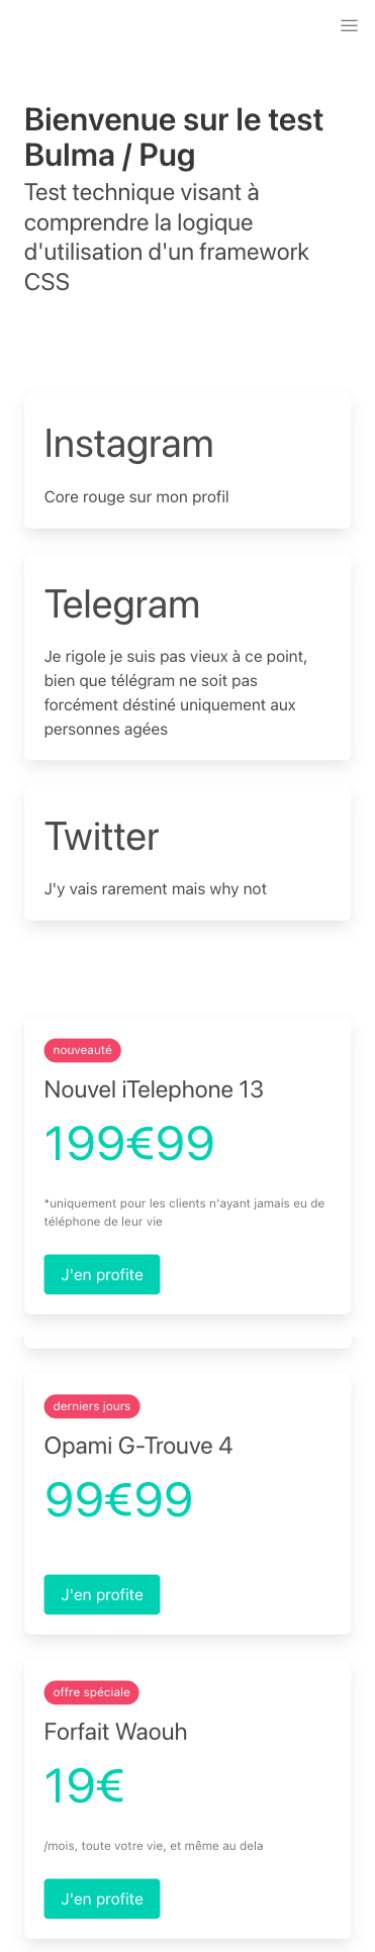 Bienvenue sur le test
Bulma / Pug
Test technique visant à
comprendre la logique
d'utilisation d'un framework
CSS
Instagram
Core rouge sur mon profil
Telegram
Je rigole je suis pas vieux à ce point,
bien que télégram ne soit pas
forcément déstiné uniquement aux
personnes agées
Twitter
J'y vais rarement mais why not
nouveauté
Nouvel iTelephone 13
199€99
*uniquement pour les clients n'ayant jamais eu de
téléphone de leur vie
J'en profite
derniers jours
Opami G-Trouve 4
99€99
J'en profite
offre spéciale
Forfait Waouh
19€
/mois, toute votre vie, et même au dela
J'en profite